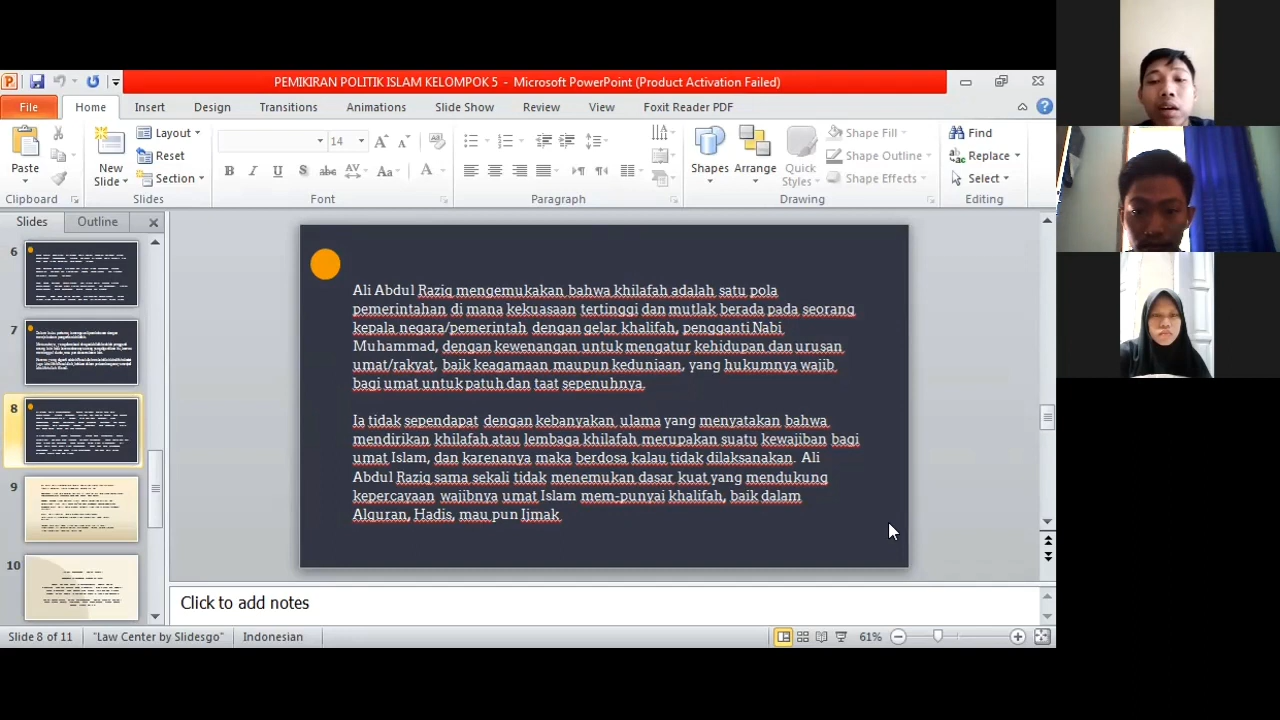 PEMIKIRAN POLITIK ISLAM KELOMPOK 5 - Microsoft PowerPoint (Product Activation Failed)
File Home Insert Design Transitions Animations Slide Show Review View Foxit Reader PDF
Paste
Clipboard
New Slide
Layout
Reset
Section
Slides
14
Font
Paragraph
Shapes
Arrange
Quick Styles
Shape Fill
Shape Outline
Shape Effects
Drawing
Find
Replace
Select
Editing
Slides Outline
6
7
8
9
10
Ali Abdul Raziq mengemukakan bahwa khilafah adalah satu pola
pemerintahan di mana kekuasaan tertinggi dan mutlak berada pada seorang
kepala negara/pemerintah dengan gelar khalifah, pengganti Nabi
Muhammad, dengan kewenangan untuk mengatur kehidupan dan urusan
umat/rakyat, baik keagamaan maupun keduniaan, yang hukumnya wajib
bagi umat untuk patuh dan taat sepenuhnya.
Ia tidak sependapat dengan kebanyakan ulama yang menyatakan bahwa
mendirikan khilafah atau lembaga khilafah merupakan suatu kewajiban bagi
umat Islam, dan karenanya maka berdosa kalau tidak dilaksanakan. Ali
Abdul Raziq sama sekali tidak menemukan dasar kuat yang mendukung
kepercayaan wajibnya umat Islam mem-punyai khalifah, baik dalam
Alquran, Hadis, mau pun Ijmak
Click to add notes
Slide 8 of 11 "Law Center by Slidesgo" Indonesian 61%